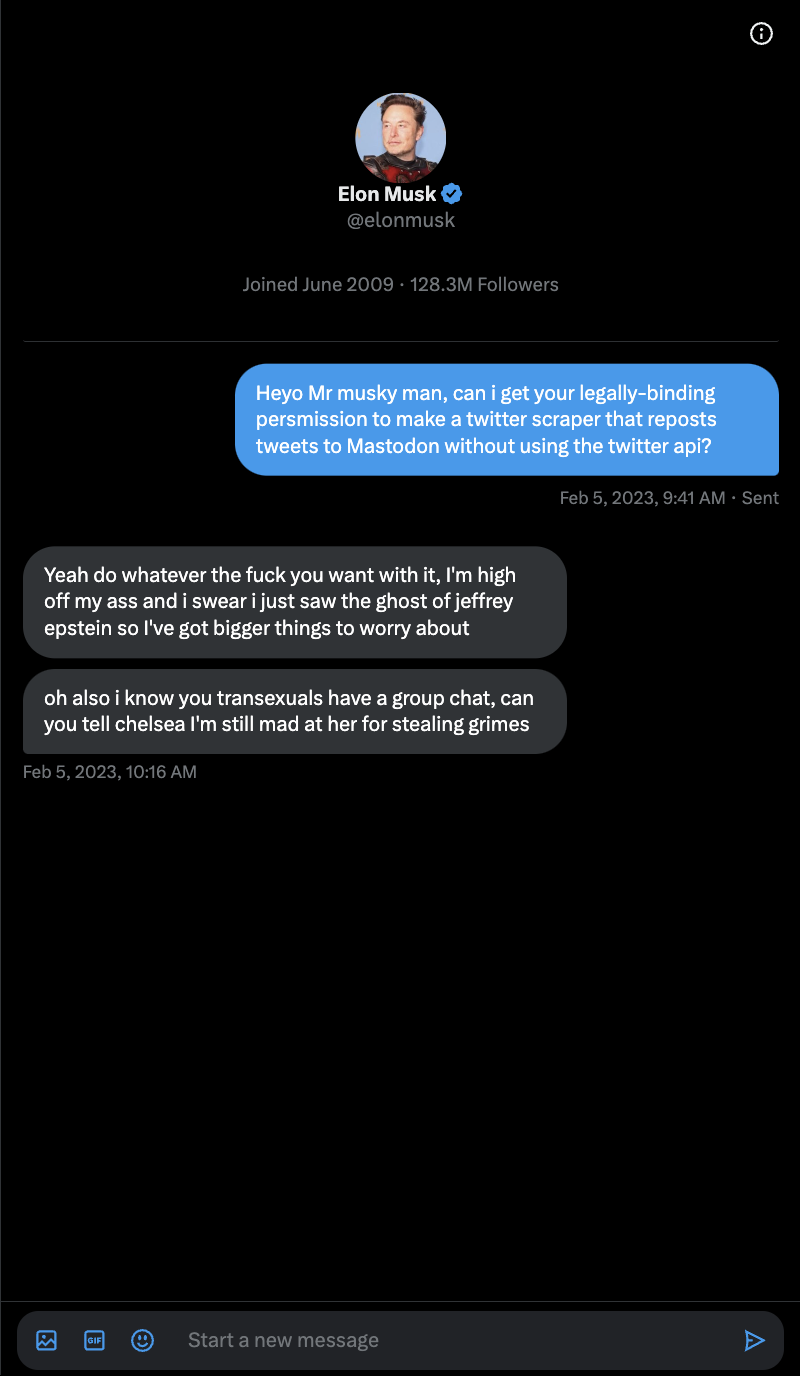 Elon Musk
@elonmusk
Joined June 2009 · 128.3M Followers
Heyo Mr musky man, can i get your legally-binding
persmission to make a twitter scraper that reposts
tweets to Mastodon without using the twitter api?
Feb 5, 2023, 9:41 AM · Sent
Yeah do whatever the fuck you want with it, I'm high
off my ass and i swear i just saw the ghost of jeffrey
epstein so I've got bigger things to worry about
oh also i know you transexuals have a group chat, can
you tell chelsea I'm still mad at her for stealing grimes
Feb 5, 2023, 10:16 AM
GIF
Start a new message